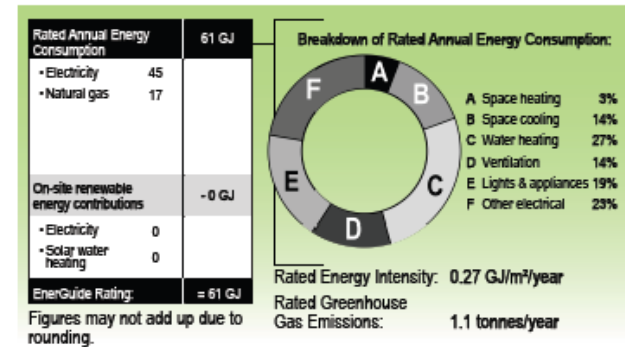 Rated Annual Energy
Consumption
61 GJ
• Electricity 45
• Natural gas 17
On-site renewable
energy contributions
- 0 GJ
• Electricity 0
• Solar water
heating 0
EnerGuide Rating: = 61 GJ
Figures may not add up due to
rounding.
Breakdown of Rated Annual Energy Consumption:
A
B
C
D
E
F
A Space heating 3%
B Space cooling 14%
C Water heating 27%
D Ventilation 14%
E Lights & appliances 19%
F Other electrical 23%
Rated Energy Intensity: 0.27 GJ/m²/year
Rated Greenhouse
Gas Emissions: 1.1 tonnes/year